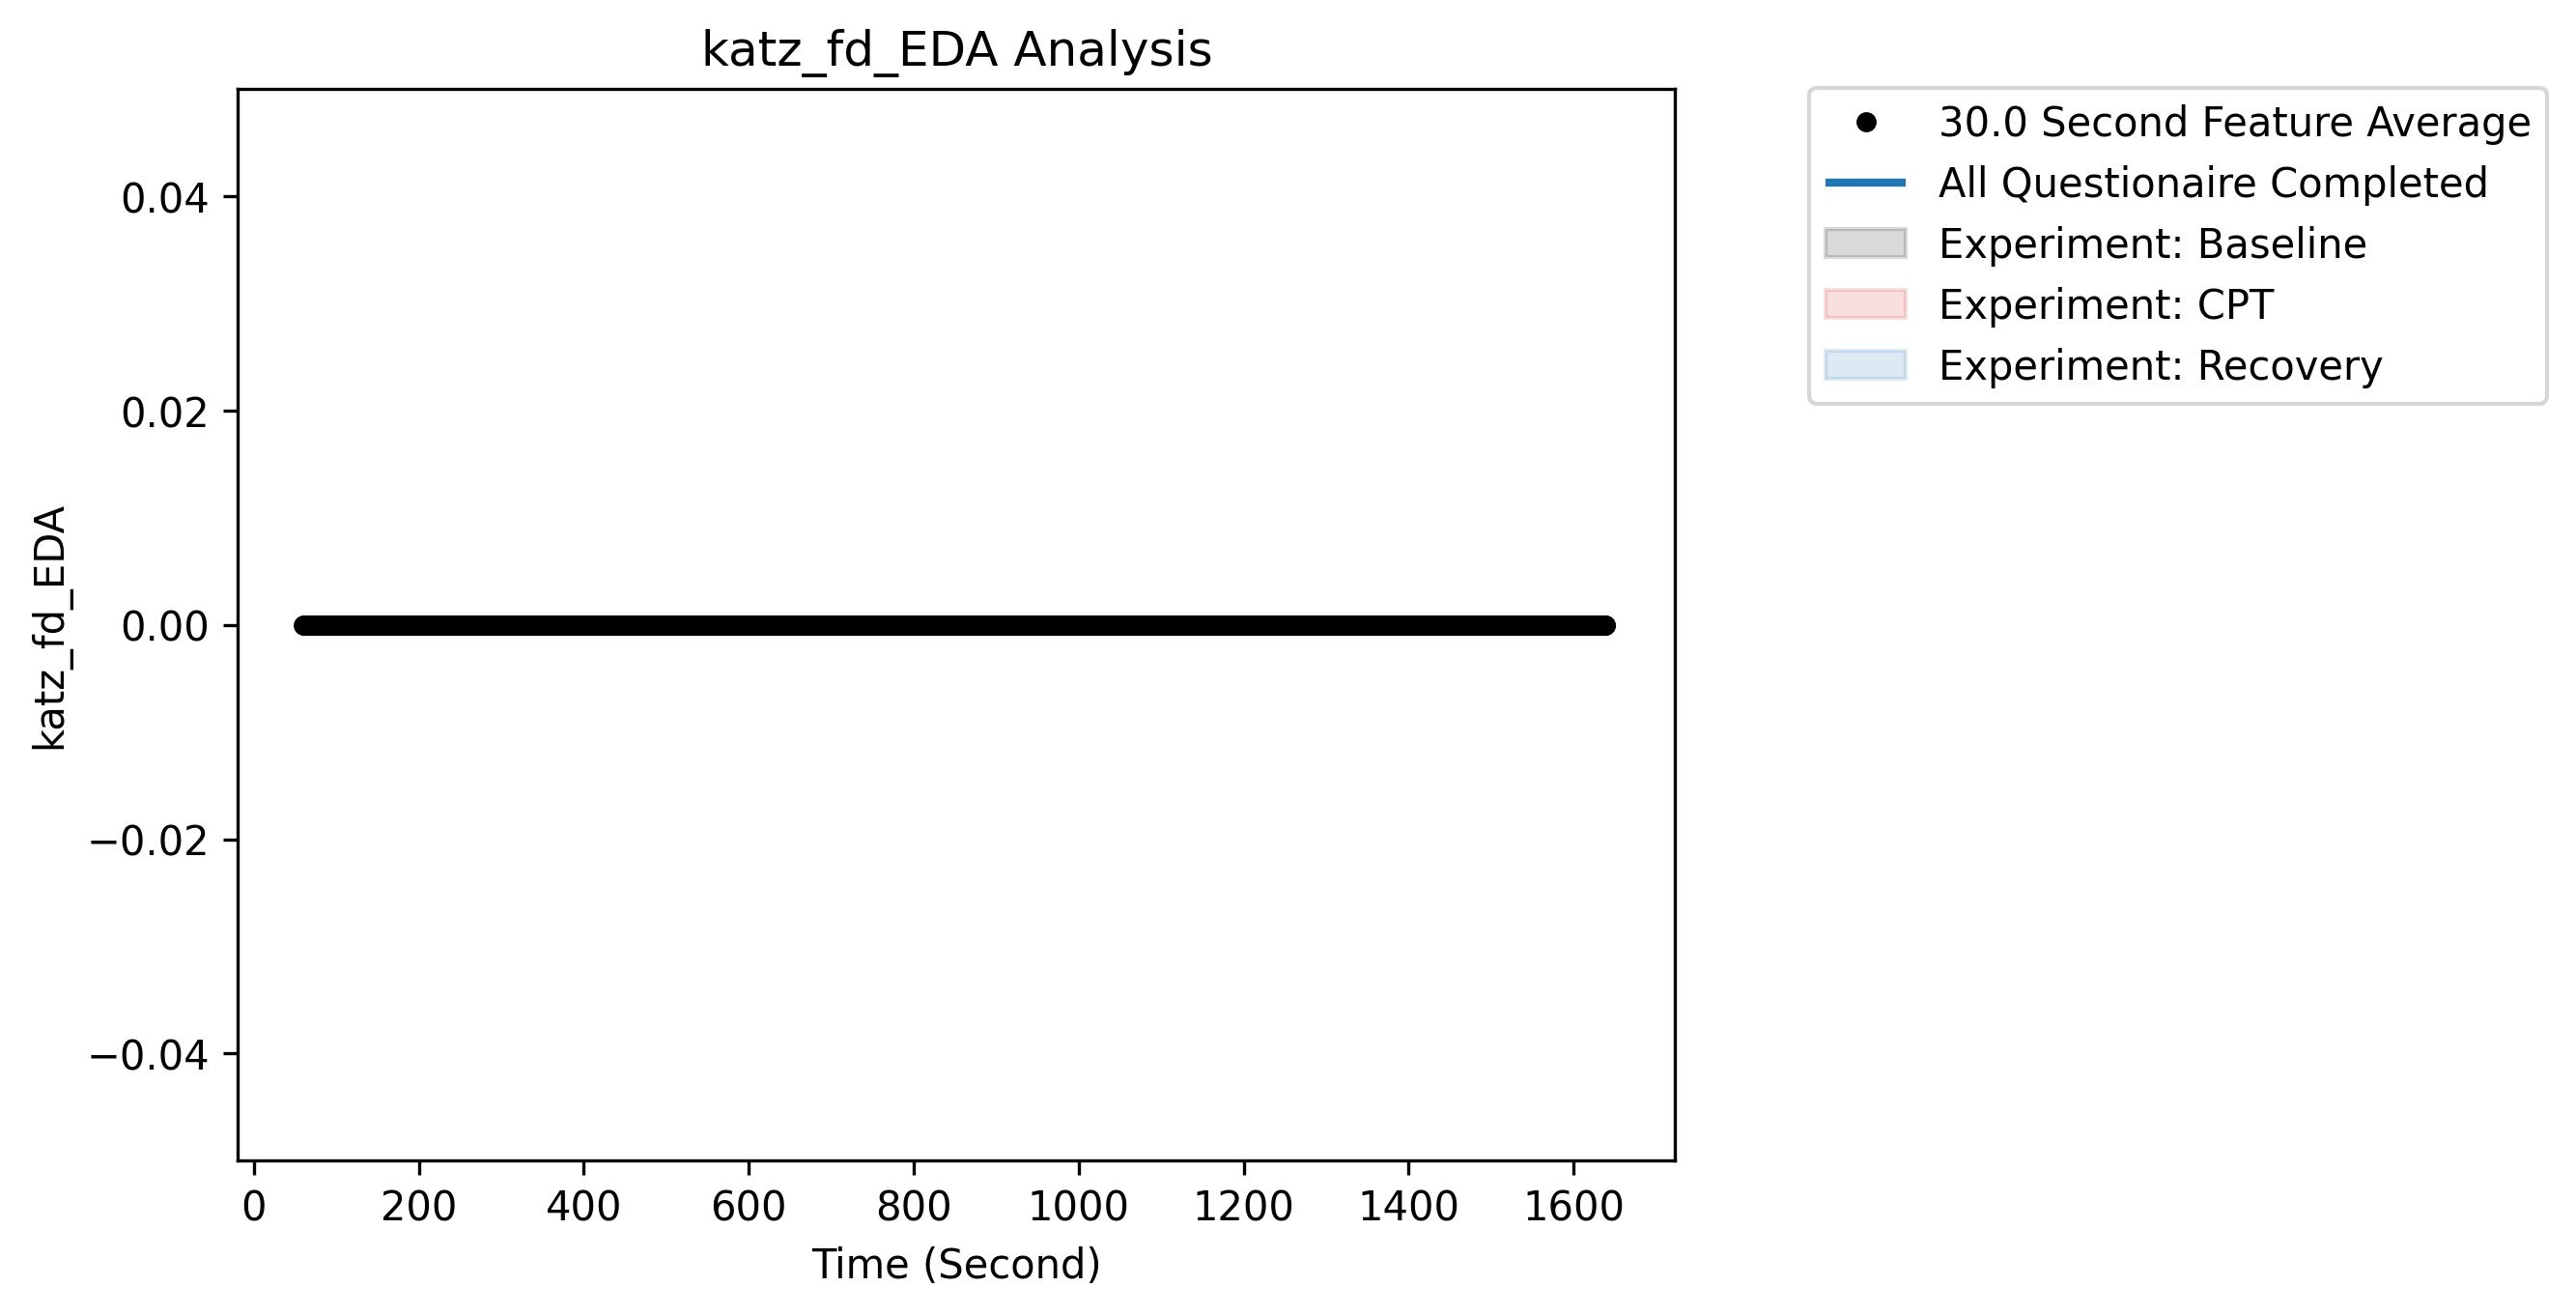 katz_fd_EDA Analysis
30.0 Second Feature Average
All Questionaire Completed
Experiment: Baseline
Experiment: CPT
Experiment: Recovery
katz_fd_EDA
0.04
0.02
0.00
−0.02
−0.04
0 200 400 600 800 1000 1200 1400 1600
Time (Second)